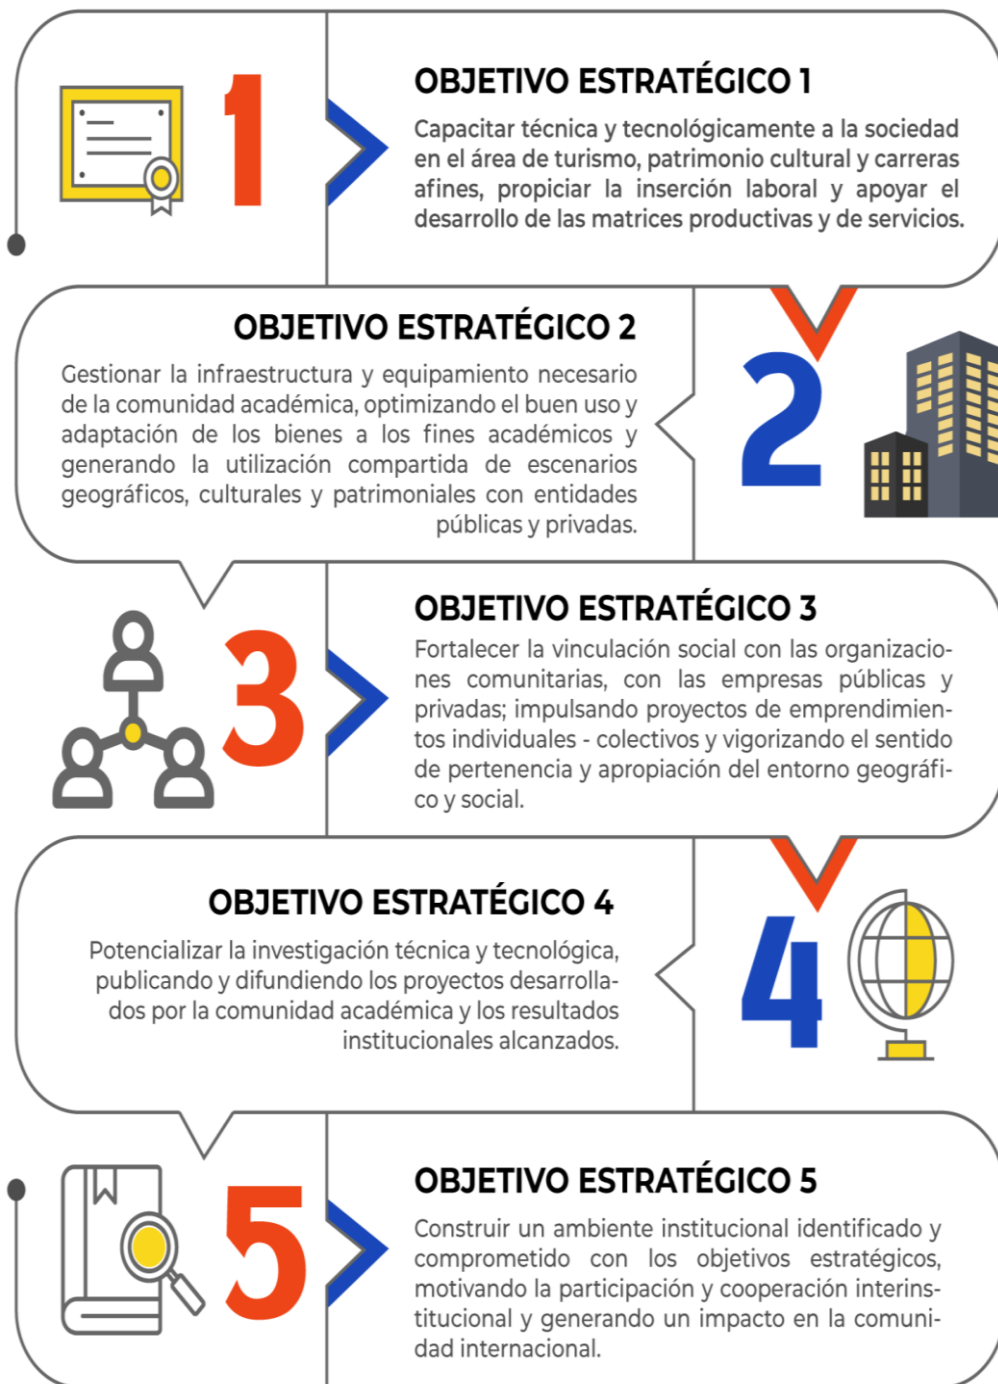 1
OBJETIVO ESTRATÉGICO 1
Capacitar técnica y tecnológicamente a la sociedad
en el área de turismo, patrimonio cultural y carreras
afines, propiciar la inserción laboral y apoyar el
desarrollo de las matrices productivas y de servicios.
OBJETIVO ESTRATÉGICO 2
Gestionar la infraestructura y equipamiento necesario
de la comunidad académica, optimizando el buen uso y
adaptación de los bienes a los fines académicos y
generando la utilización compartida de escenarios
geográficos, culturales y patrimoniales con entidades
públicas y privadas.
2
3
OBJETIVO ESTRATÉGICO 3
Fortalecer la vinculación social con las organizacio-
nes comunitarias, con las empresas públicas y
privadas; impulsando proyectos de emprendimien-
tos individuales - colectivos y vigorizando el sentido
de pertenencia y apropiación del entorno geográfi-
co y social.
OBJETIVO ESTRATÉGICO 4
Potencializar la investigación técnica y tecnológica,
publicando y difundiendo los proyectos desarrolla-
dos por la comunidad académica y los resultados
institucionales alcanzados.
4
5
OBJETIVO ESTRATÉGICO 5
Construir un ambiente institucional identificado y
comprometido con los objetivos estratégicos,
motivando la participación y cooperación interins-
titucional y generando un impacto en la comuni-
dad internacional.